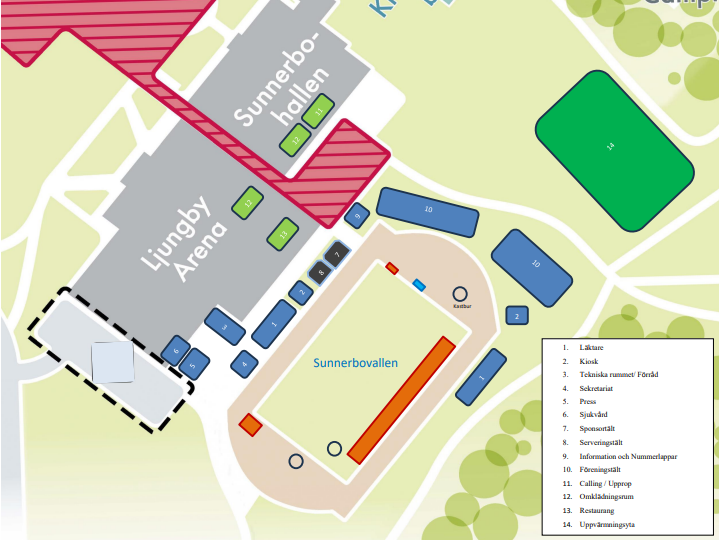 Sunnerbo-
hallen
11
12
14
Ljungby
Arena
12
13
9
10
10
7
8
2
1
3
4
6
5
Kastbur
2
1
Sunnerbovallen
1. Läktare
2. Kiosk
3. Tekniska rummet/ Förråd
4. Sekretariat
5. Press
6. Sjukvård
7. Sponsortält
8. Serveringstält
9. Information och Nummerlappar
10. Föreningstält
11. Calling / Upprop
12. Omklädningsrum
13. Restaurang
14. Uppvärmningsyta